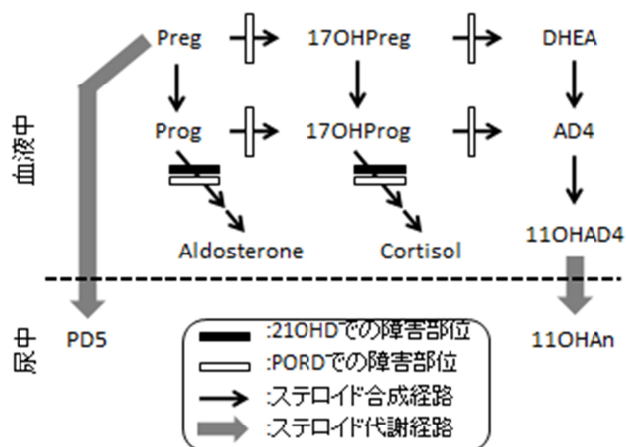 Preg 17OHPreg DHEA
血液中
Prog 17OHProg AD4
11OHAD4
Aldosterone Cortisol
尿中
PD5 11OHAn
:21OHDでの障害部位
:PORDでの障害部位
:ステロイド合成経路
:ステロイド代謝経路